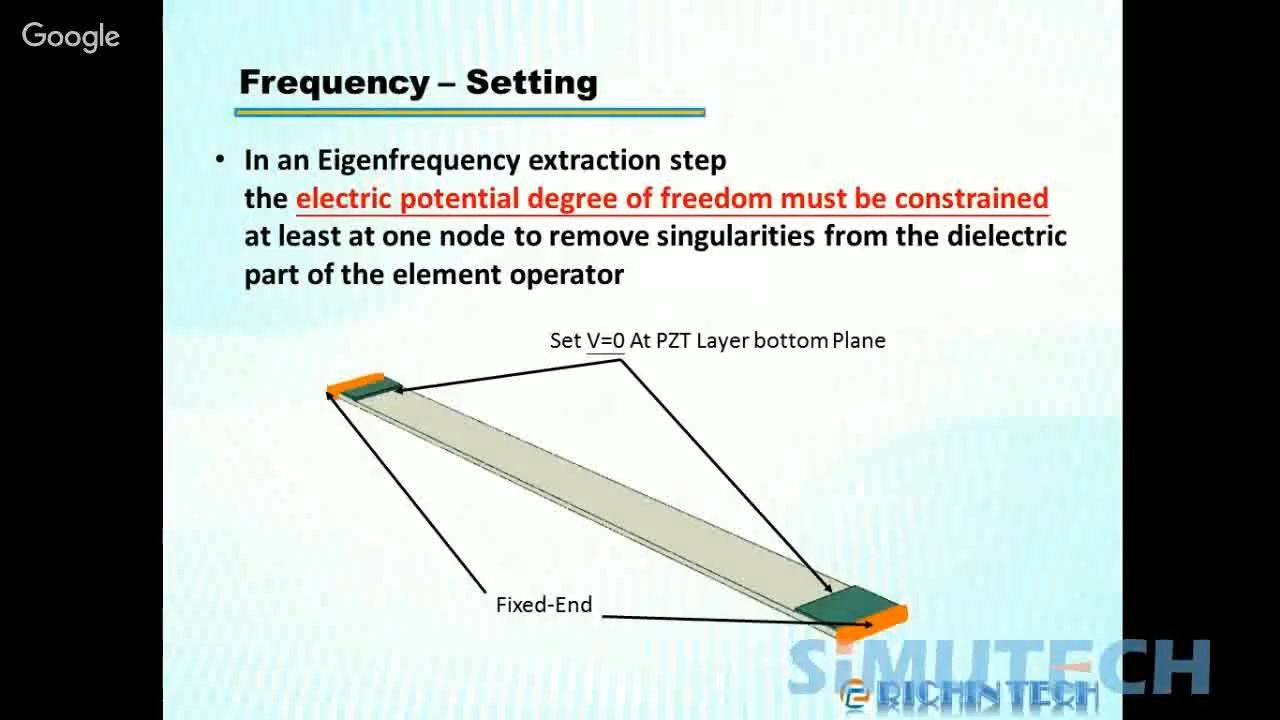 Google
Frequency – Setting
• In an Eigenfrequency extraction step
the electric potential degree of freedom must be constrained
at least at one node to remove singularities from the dielectric
part of the element operator
Set V=0 At PZT Layer bottom Plane
Fixed-End
SiMUTECH
RICHIN TECH